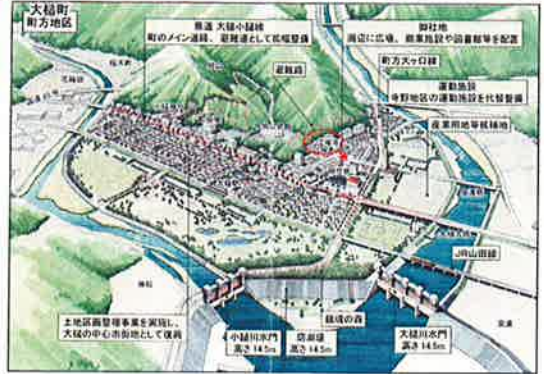 大槌町
町方地区
県道 大槌小鎚線
町のメイン道路、避難道として拡幅整備
御社地
周辺に広場、商業施設や図書館等を配置
避難路
町方大ケ口線
運動施設
寺野地区の運動施設を代替整備
産業用地等候補地
JR山田線
土地区画整理事業を実施し、
大槌の中心市街地として復興
小鎚川水門
高さ14.5m
防潮堤
高さ14.5m
鎮魂の森
大槌川水門
高さ14.5m